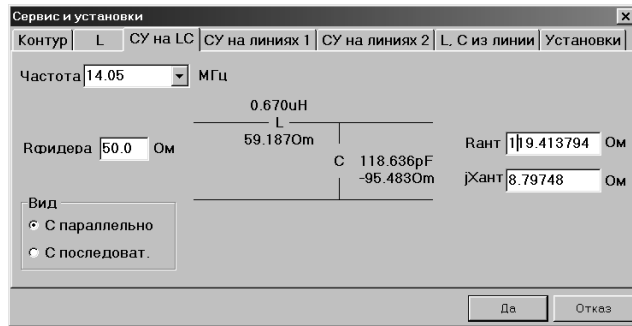 Сервис и установки
Контур L СУ на LC СУ на линиях 1 СУ на линиях 2 L, C из линии Установки
Частота 14.05 МГц
0.670uH
L
59.187Om
Rфидера 50.0 Ом
C 118.636pF
-95.483Om
Rант 119.413794 Ом
jXант 8.79748 Ом
Вид
С параллельно
С последоват.
Да Отказ